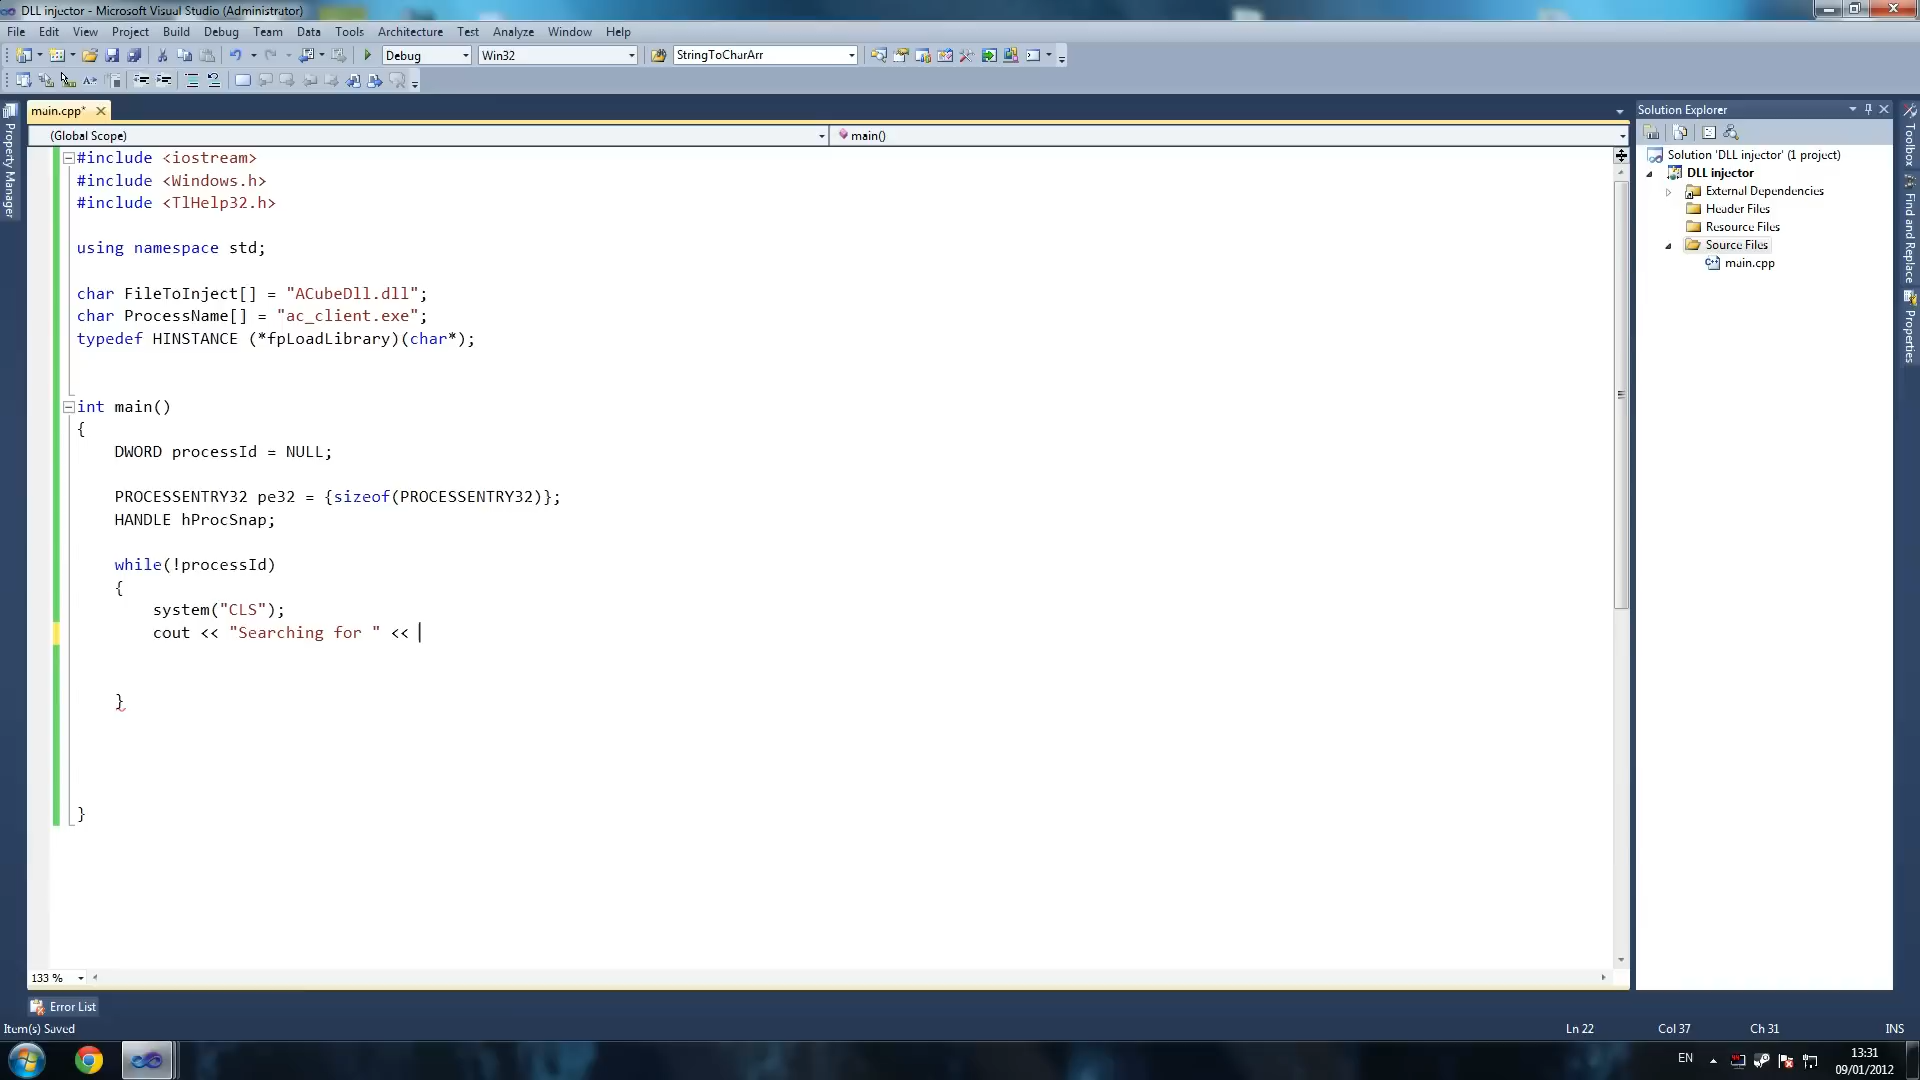 DLL injector - Microsoft Visual Studio (Administrator)
File Edit View Project Build Debug Team Data Tools Architecture Test Analyze Window Help
Debug Win32 StringToCharArr
main.cpp*
(Global Scope) main()
Property Manager
#include <iostream>
#include <Windows.h>
#include <TlHelp32.h>
using namespace std;
char FileToInject[] = "ACubeDll.dll";
char ProcessName[] = "ac_client.exe";
typedef HINSTANCE (*fpLoadLibrary)(char*);
int main()
{
DWORD processId = NULL;
PROCESSENTRY32 pe32 = {sizeof(PROCESSENTRY32)};
HANDLE hProcSnap;
while(!processId)
{
system("CLS");
cout << "Searching for " <<
}
}
133 %
Solution Explorer
Solution 'DLL injector' (1 project)
DLL injector
External Dependencies
Header Files
Resource Files
Source Files
main.cpp
Toolbox
Find and Replace
Properties
Error List
Item(s) Saved Ln 22 Col 37 Ch 31 INS
EN 13:31
09/01/2012